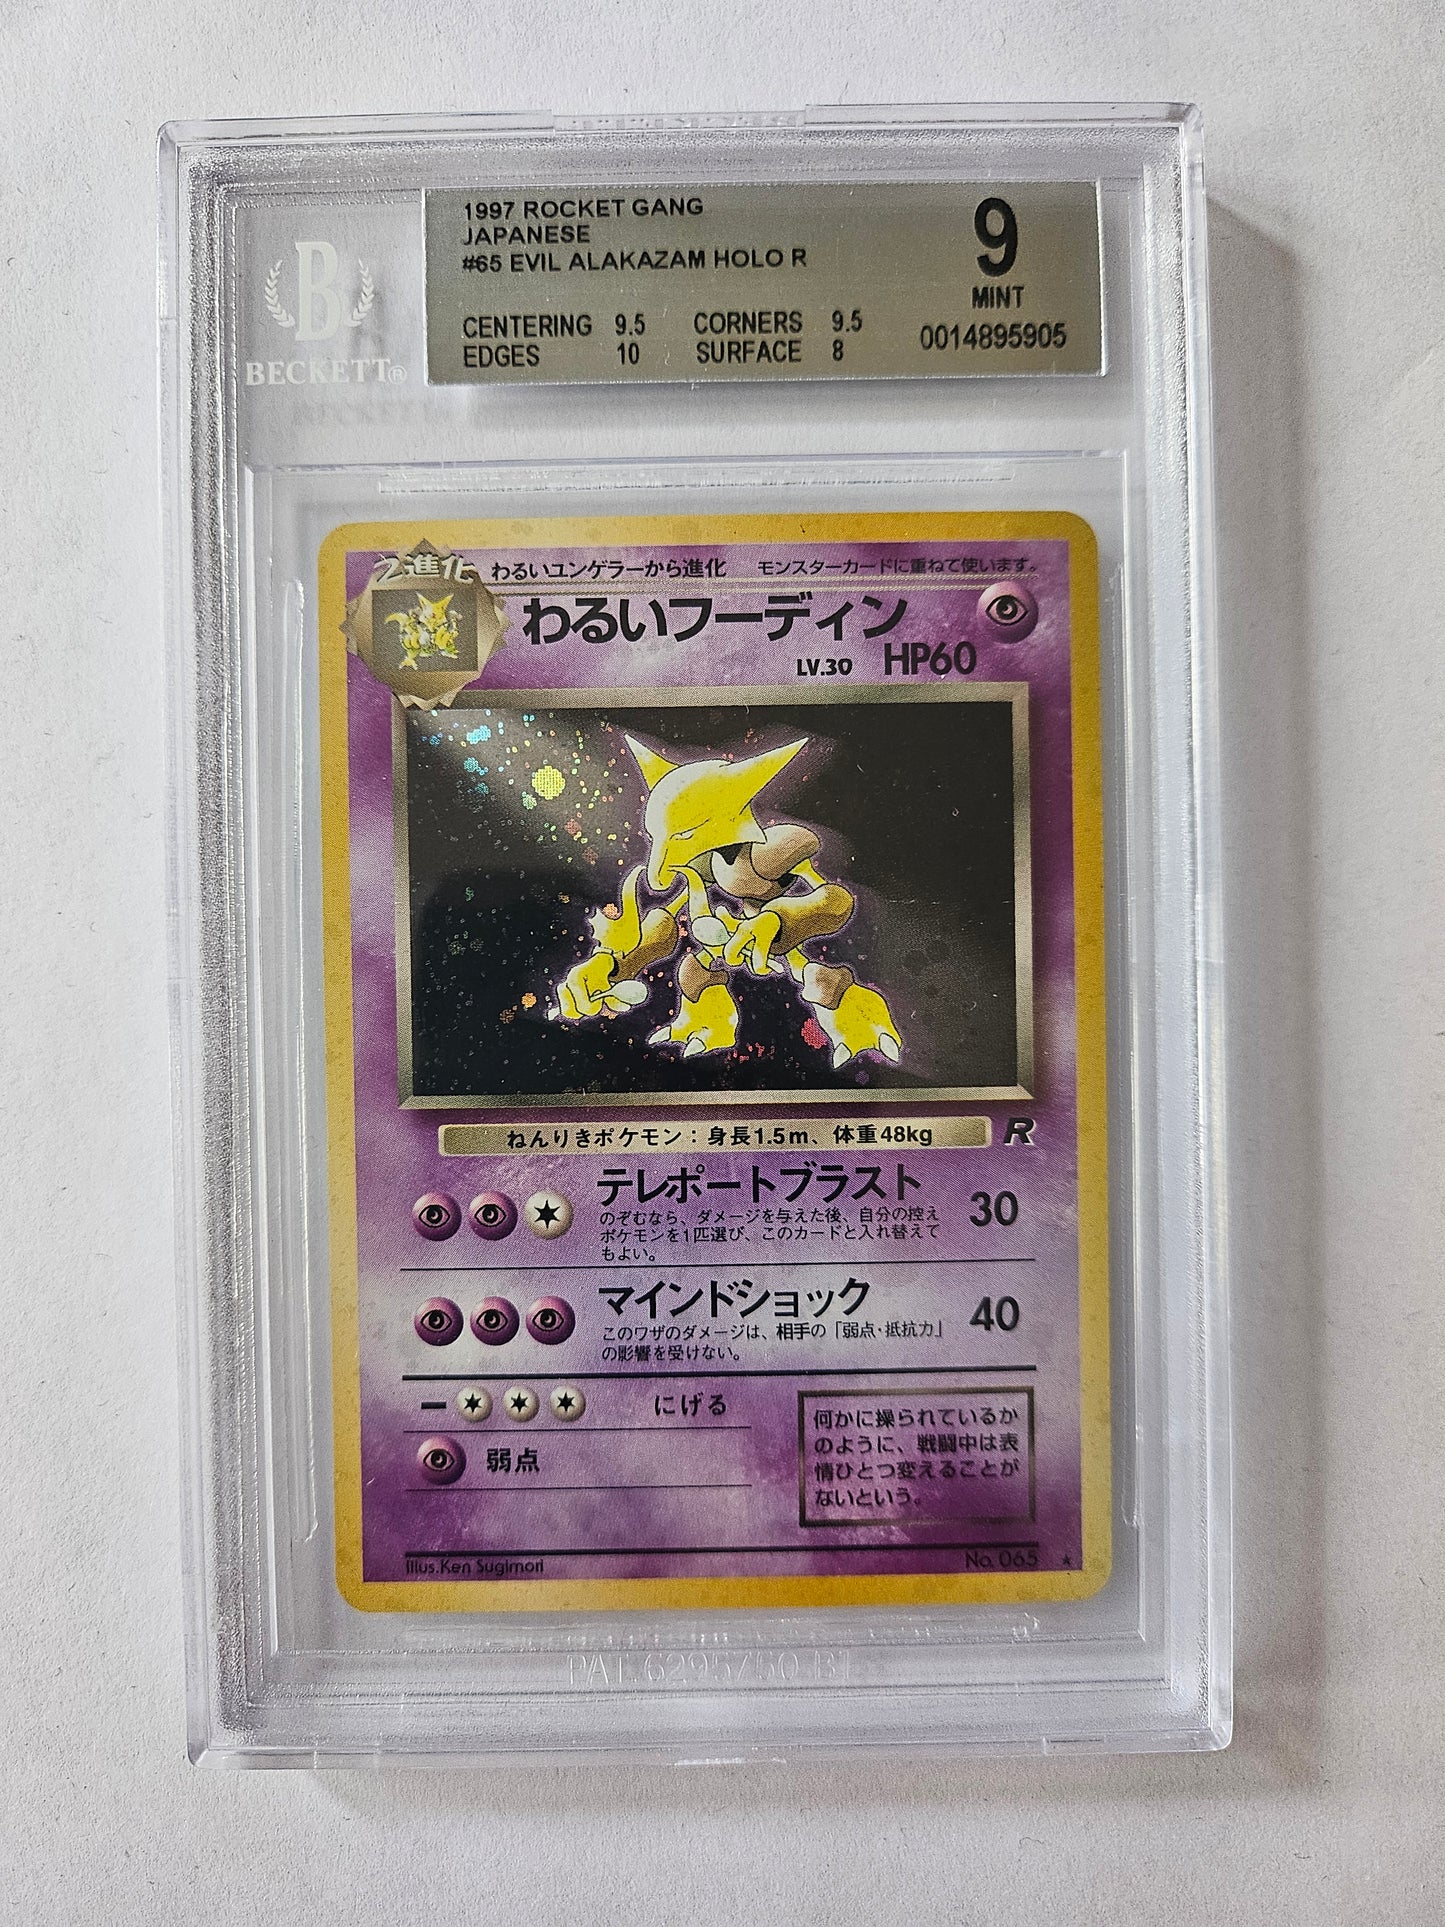 1997 ROCKET GANG
JAPANESE
#65 EVIL ALAKAZAM HOLO R
9
MINT
0014895905
CENTERING 9.5 CORNERS 9.5
EDGES 10 SURFACE 8
B
BECKETT®
2進化
わるいユンゲラーから進化 モンスターカードに重ねて使います。
わるいフーディン
LV.30 HP60
ねんりきポケモン：身長1.5m、体重48kg
R
テレポートブラスト 30
のぞむなら、ダメージを与えた後、自分の控え
ポケモンを1匹選び、このカードと入れ替えて
もよい。
マインドショック 40
このワザのダメージは、相手の「弱点・抵抗力」
の影響を受けない。
ー にげる
弱点
何かに操られているか
のように、戦闘中は表
情ひとつ変えることが
ないという。
Illus.Ken Sugimori
No. 065 ★
PAT. 6295750 B1